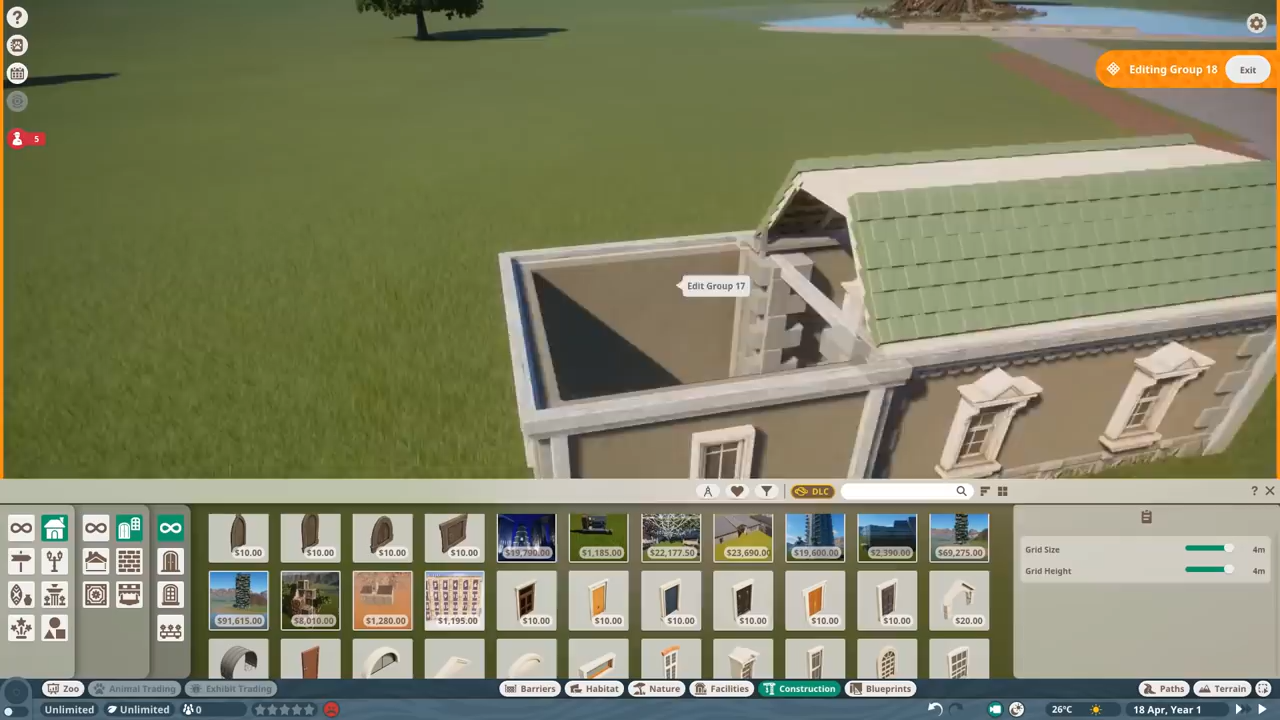 ?
Editing Group 18
Exit
5
Edit Group 17
DLC
? ×
$10.00
$10.00
$10.00
$10.00
$19,790.00
$1,185.00
$22,177.50
$23,690.00
$19,600.00
$2,390.00
$69,275.00
Grid Size
4m
Grid Height
4m
$91,615.00
$8,010.00
$1,280.00
$1,195.00
$10.00
$10.00
$10.00
$10.00
$10.00
$10.00
$20.00
Zoo
Animal Trading
Exhibit Trading
Barriers
Habitat
Nature
Facilities
Construction
Blueprints
Paths
Terrain
Unlimited
Unlimited
0
26°C
18 Apr, Year 1